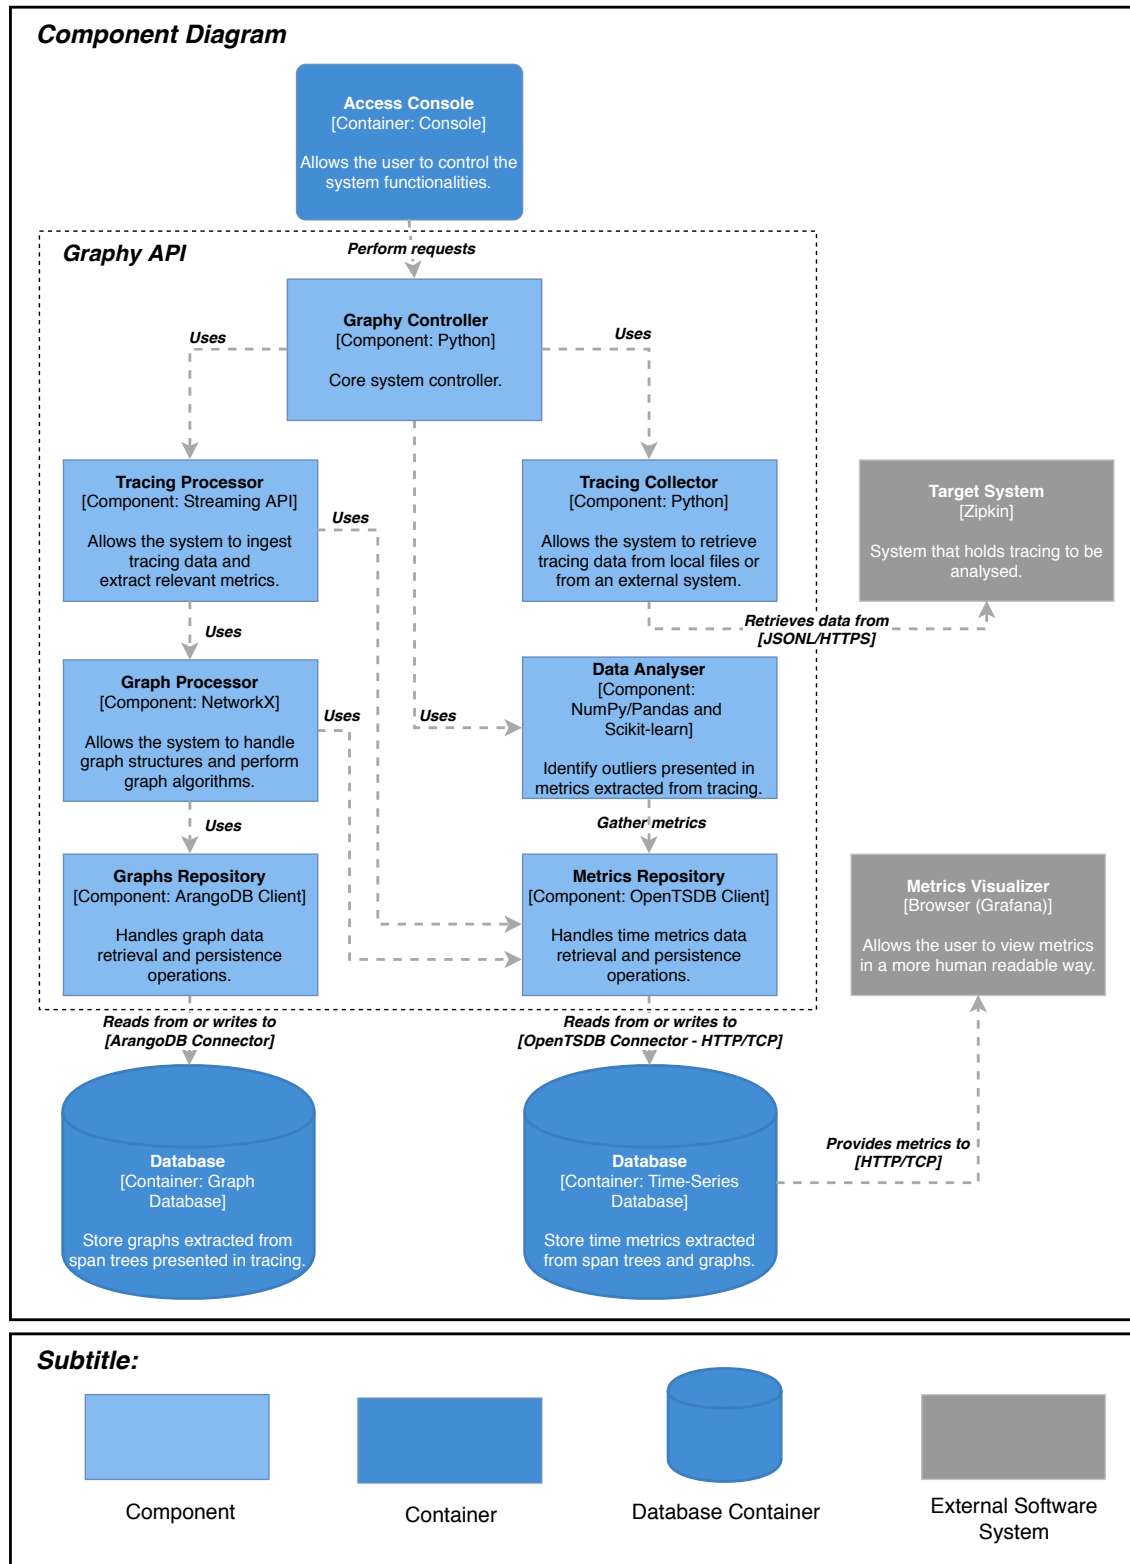 Component Diagram
Access Console
[Container: Console]
Allows the user to control the
system functionalities.
Graphy API
Perform requests
Graphy Controller
[Component: Python]
Core system controller.
Uses
Uses
Tracing Processor
[Component: Streaming API]
Allows the system to ingest
tracing data and
extract relevant metrics.
Uses
Tracing Collector
[Component: Python]
Allows the system to retrieve
tracing data from local files or
from an external system.
Target System
[Zipkin]
System that holds tracing to be
analysed.
Retrieves data from
[JSONL/HTTPS]
Uses
Graph Processor
[Component: NetworkX]
Allows the system to handle
graph structures and perform
graph algorithms.
Uses
Uses
Data Analyser
[Component:
NumPy/Pandas and
Scikit-learn]
Identify outliers presented in
metrics extracted from tracing.
Uses
Gather metrics
Graphs Repository
[Component: ArangoDB Client]
Handles graph data
retrieval and persistence
operations.
Metrics Repository
[Component: OpenTSDB Client]
Handles time metrics data
retrieval and persistence
operations.
Metrics Visualizer
[Browser (Grafana)]
Allows the user to view metrics
in a more human readable way.
Reads from or writes to
[ArangoDB Connector]
Reads from or writes to
[OpenTSDB Connector - HTTP/TCP]
Database
[Container: Graph
Database]
Store graphs extracted from
span trees presented in tracing.
Database
[Container: Time-Series
Database]
Store time metrics extracted
from span trees and graphs.
Provides metrics to
[HTTP/TCP]
Subtitle:
Component
Container
Database Container
External Software
System